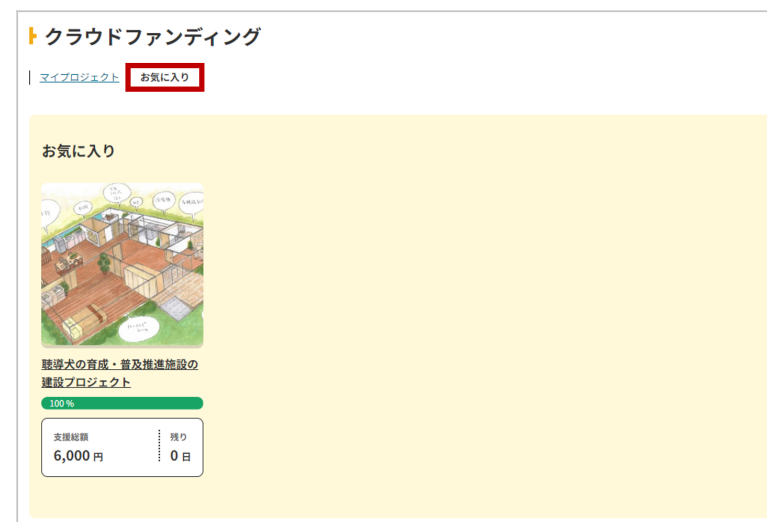 クラウドファンディング
マイプロジェクト お気に入り
お気に入り
聴導犬の育成・普及推進施設の
建設プロジェクト
100 %
支援総額 残り
6,000 円 0 日